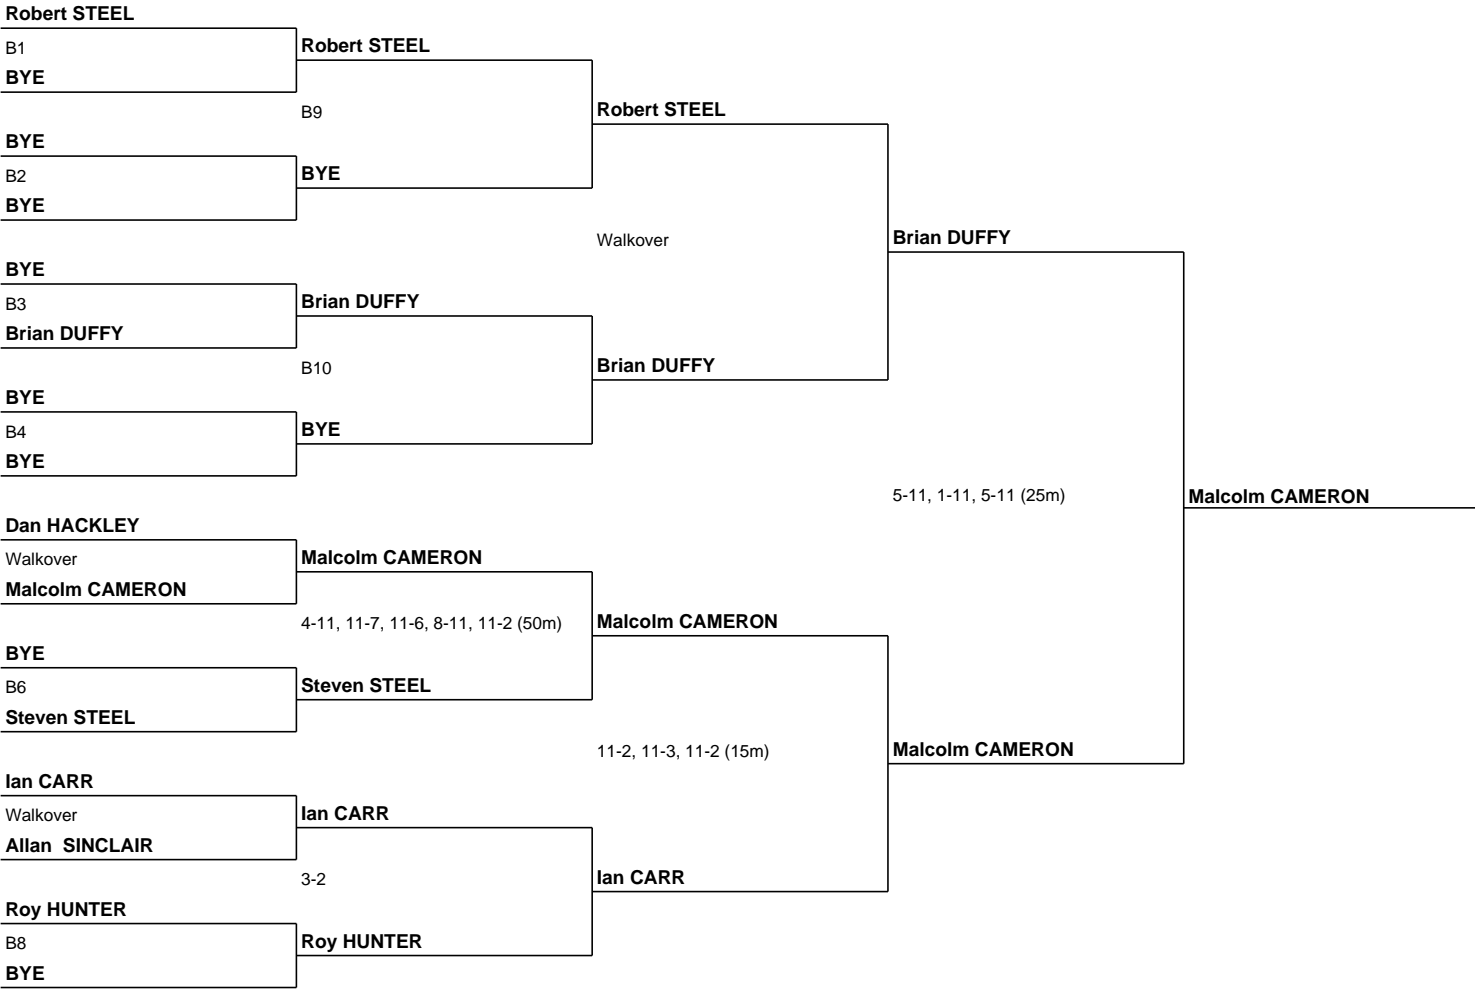 Robert STEEL
B1
BYE
BYE
B2
BYE
BYE
B3
Brian DUFFY
BYE
B4
BYE
Dan HACKLEY
Walkover
Malcolm CAMERON
BYE
B6
Steven STEEL
Ian CARR
Walkover
Allan  SINCLAIR
Roy HUNTER
B8
BYE
Robert STEEL
B9
BYE
Brian DUFFY
B10
BYE
Malcolm CAMERON
4-11, 11-7, 11-6, 8-11, 11-2 (50m)
Steven STEEL
Ian CARR
3-2
Roy HUNTER
Robert STEEL
Walkover
Brian DUFFY
Malcolm CAMERON
11-2, 11-3, 11-2 (15m)
Ian CARR
Brian DUFFY
5-11, 1-11, 5-11 (25m)
Malcolm CAMERON
Malcolm CAMERON